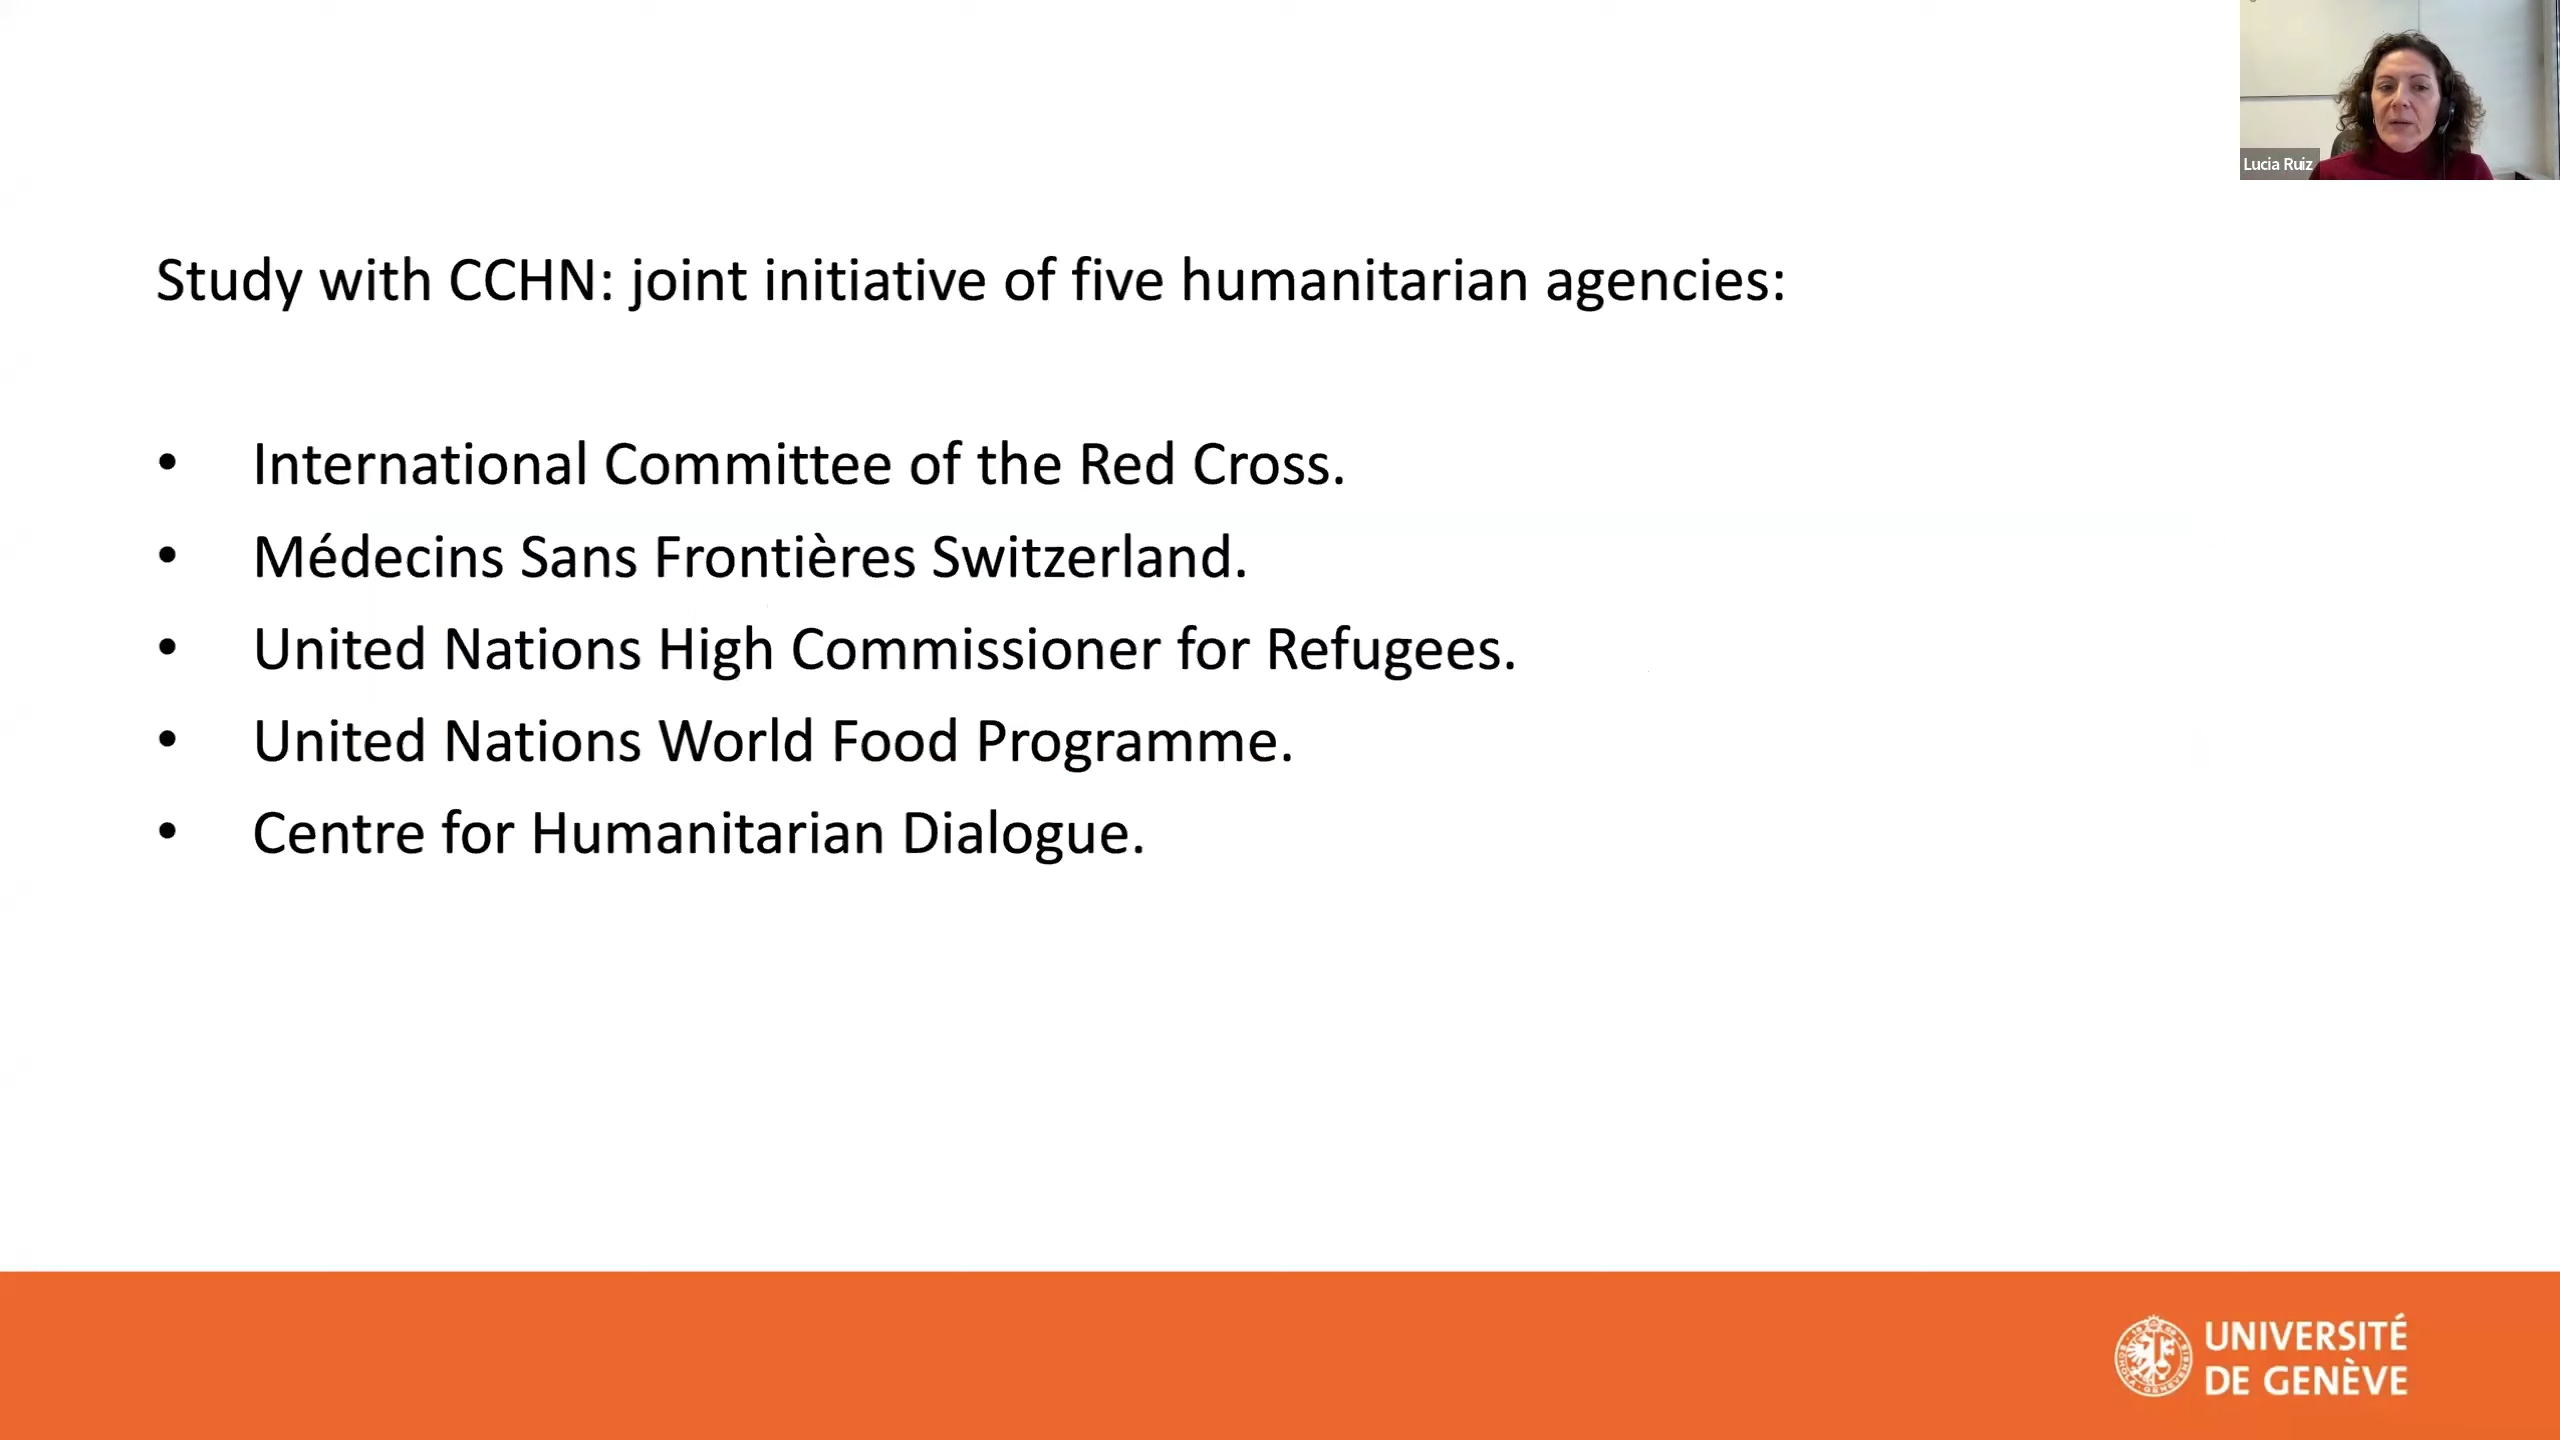 Lucia Ruiz
Study with CCHN: joint initiative of five humanitarian agencies:
• International Committee of the Red Cross.
• Médecins Sans Frontières Switzerland.
• United Nations High Commissioner for Refugees.
• United Nations World Food Programme.
• Centre for Humanitarian Dialogue.
UNIVERSITÉ
DE GENÈVE